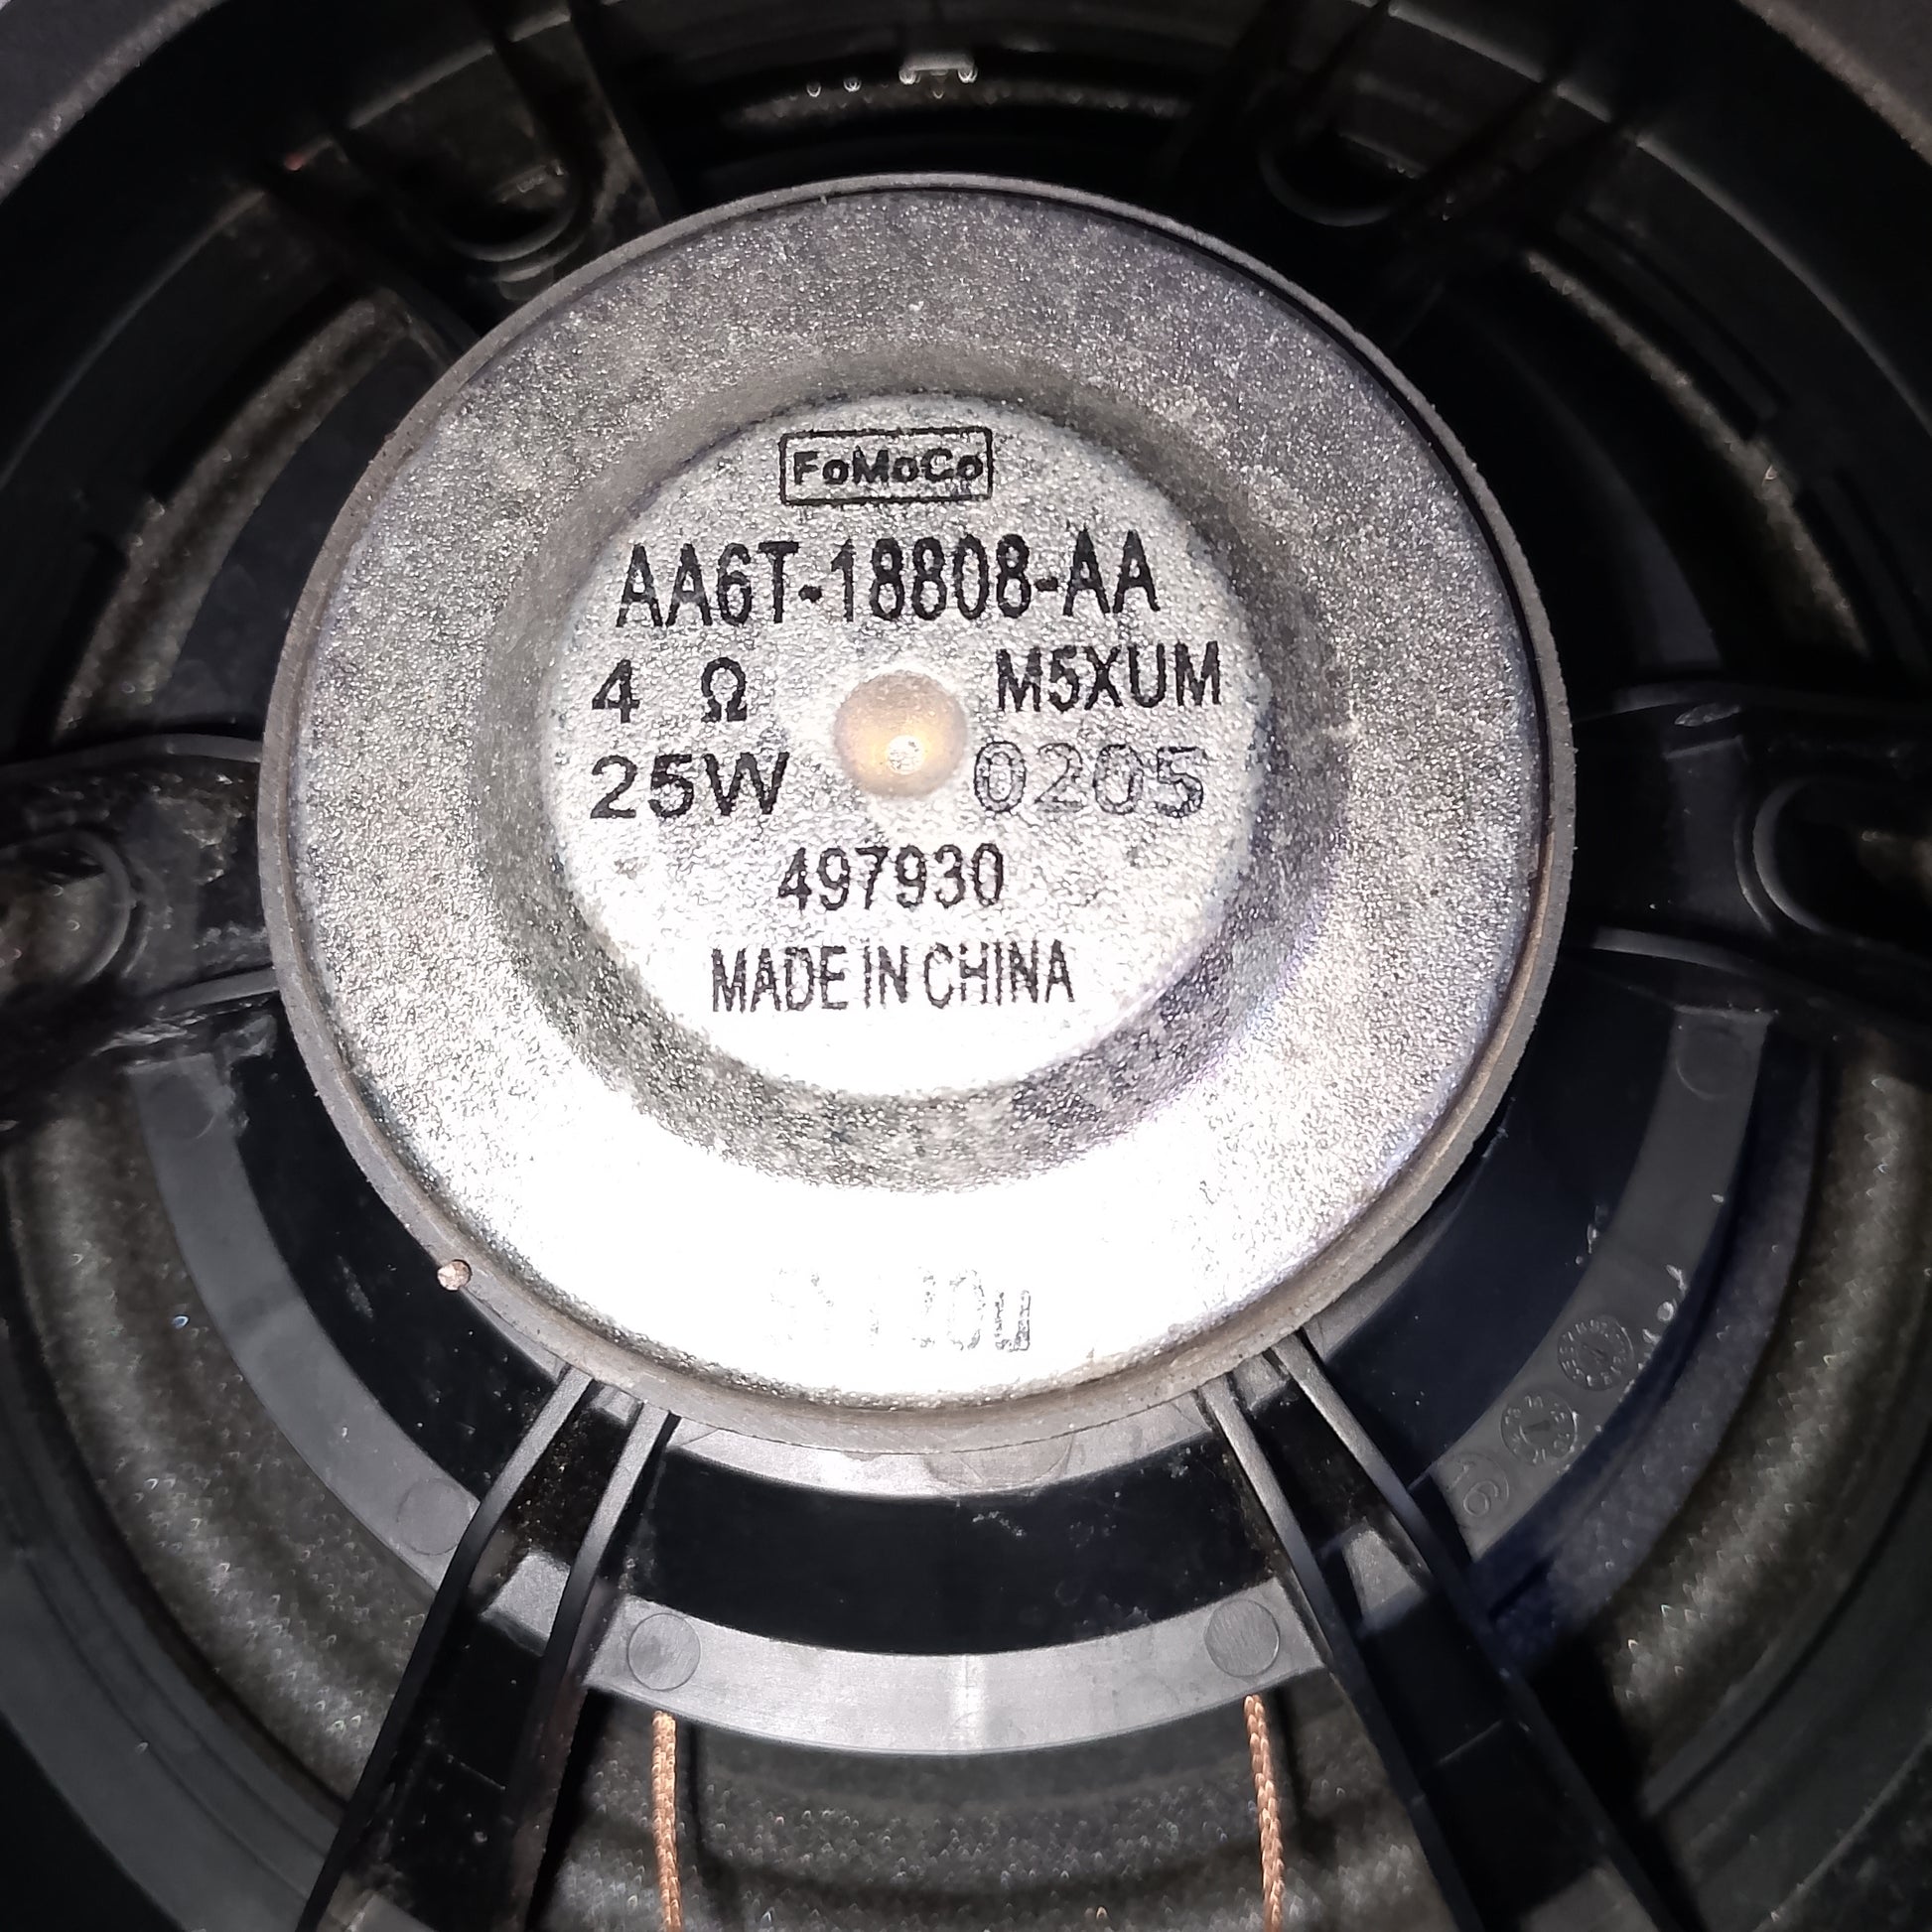 FoMoCo
AA6T-18808-AA
4 Ω M5XUM
25W 0205
497930
MADE IN CHINA